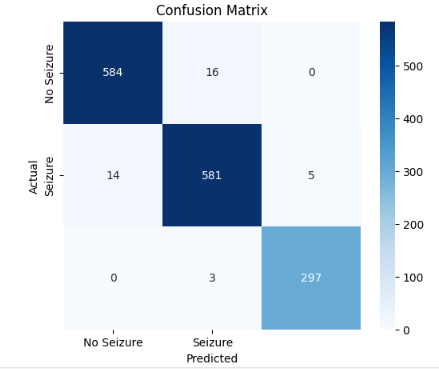 Confusion Matrix
No Seizure
584 16 0
500
400
Actual
Seizure
14 581 5
300
200
0 3 297
100
0
No Seizure Seizure
Predicted